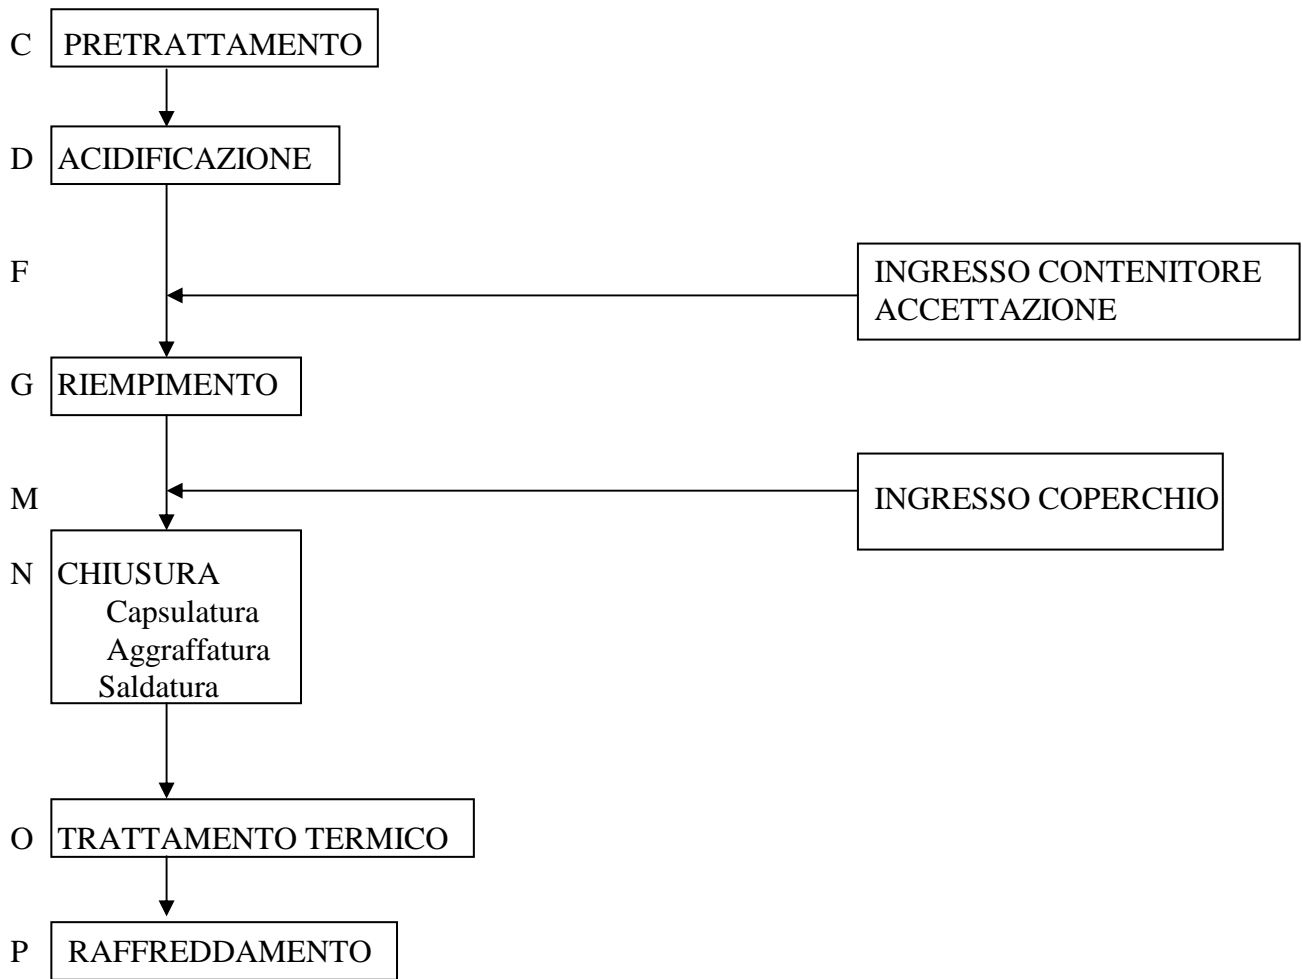 C PRETRATTAMENTO
D ACIDIFICAZIONE
F INGRESSO CONTENITORE
ACCETTAZIONE
G RIEMPIMENTO
M INGRESSO COPERCHIO
N CHIUSURA
Capsulatura
Aggraffatura
Saldatura
O TRATTAMENTO TERMICO
P RAFFREDDAMENTO